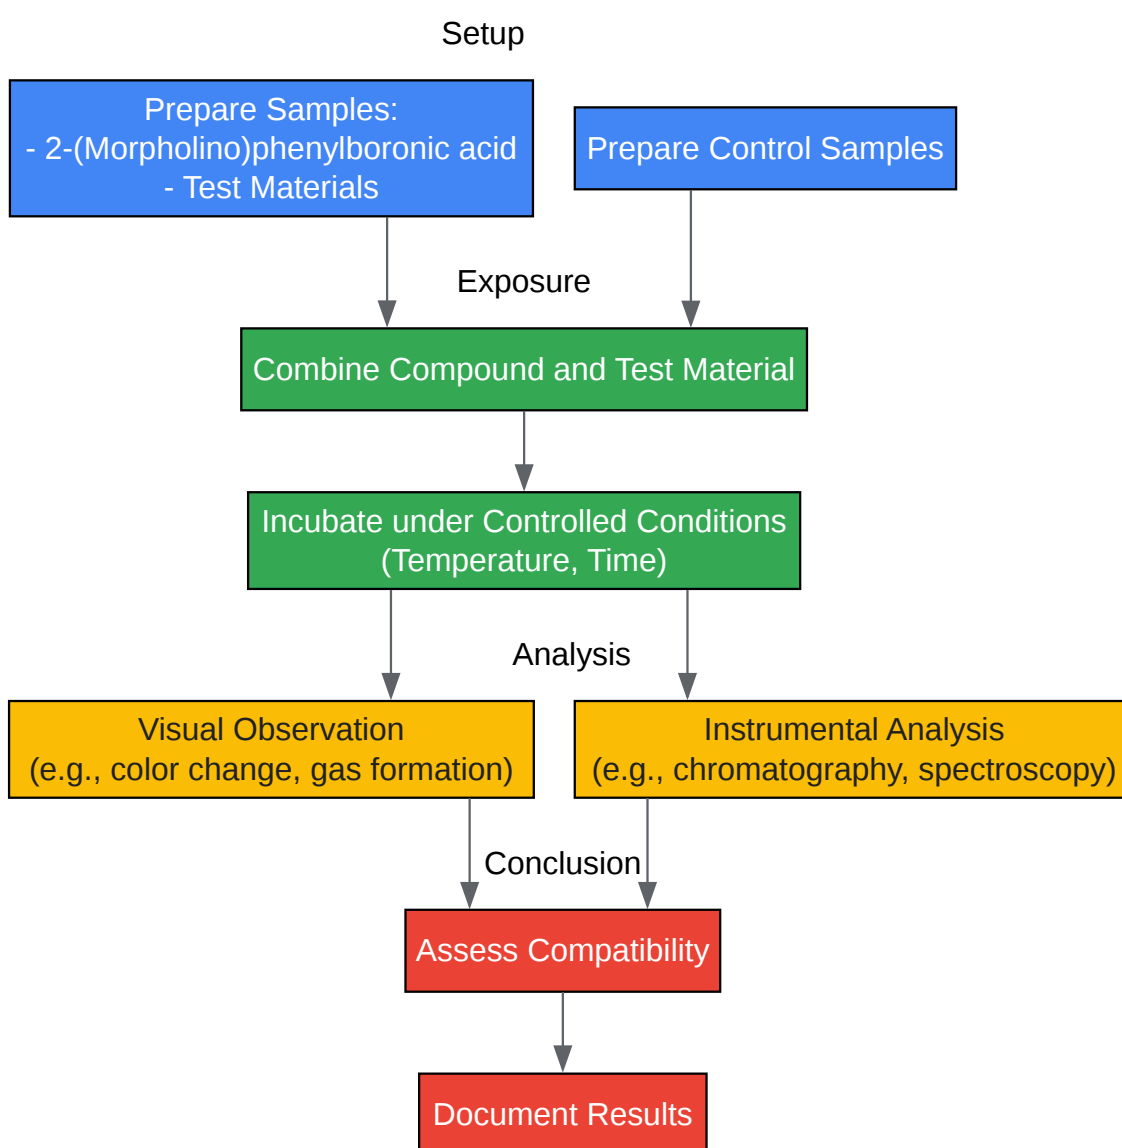 Setup
Prepare Samples:
- 2-(Morpholino)phenylboronic acid
- Test Materials
Prepare Control Samples
Exposure
Combine Compound and Test Material
Incubate under Controlled Conditions
(Temperature, Time)
Analysis
Visual Observation
(e.g., color change, gas formation)
Instrumental Analysis
(e.g., chromatography, spectroscopy)
Conclusion
Assess Compatibility
Document Results